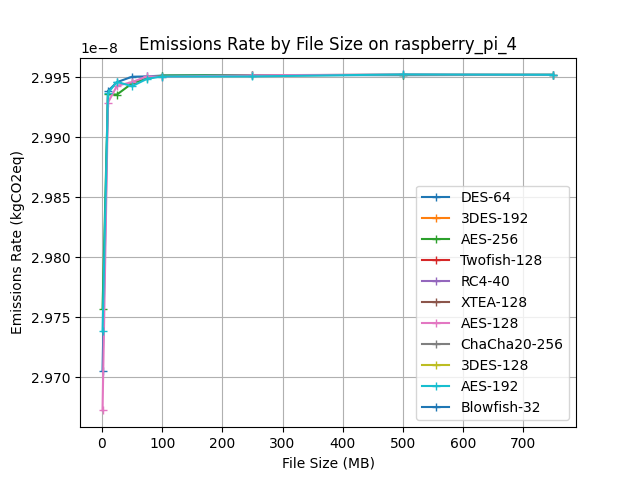 Emissions Rate by File Size on raspberry_pi_4
1e−8
2.995
2.990
2.985
2.980
2.975
2.970
Emissions Rate (kgCO2eq)
DES-64
3DES-192
AES-256
Twofish-128
RC4-40
XTEA-128
AES-128
ChaCha20-256
3DES-128
AES-192
Blowfish-32
0 100 200 300 400 500 600 700
File Size (MB)